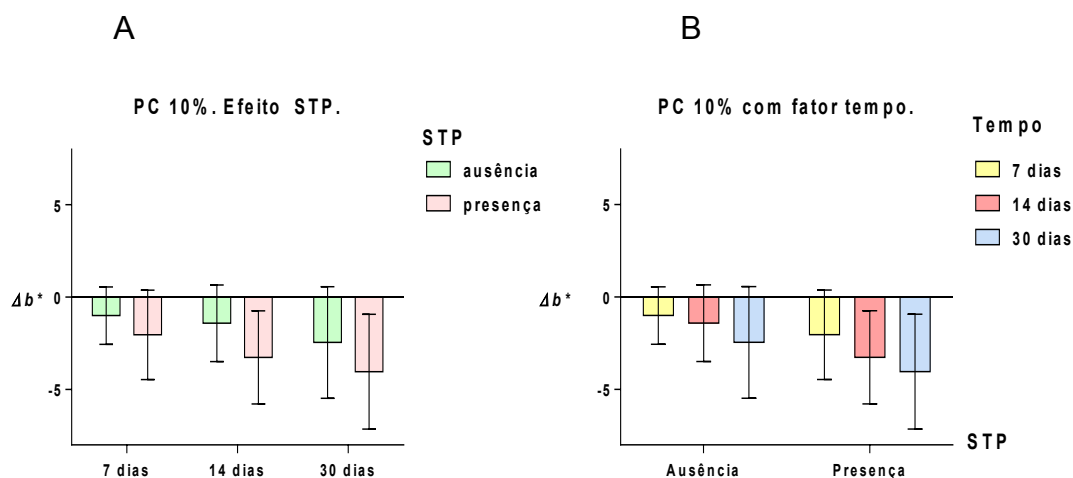 A
B
PC 10%. Efeito STP.
STP
ausência
presença
5
Δb* 0
-5
7 dias 14 dias 30 dias
PC 10% com fator tempo.
Tempo
7 dias
14 dias
30 dias
5
Δb* 0
-5
STP
Ausência Presença